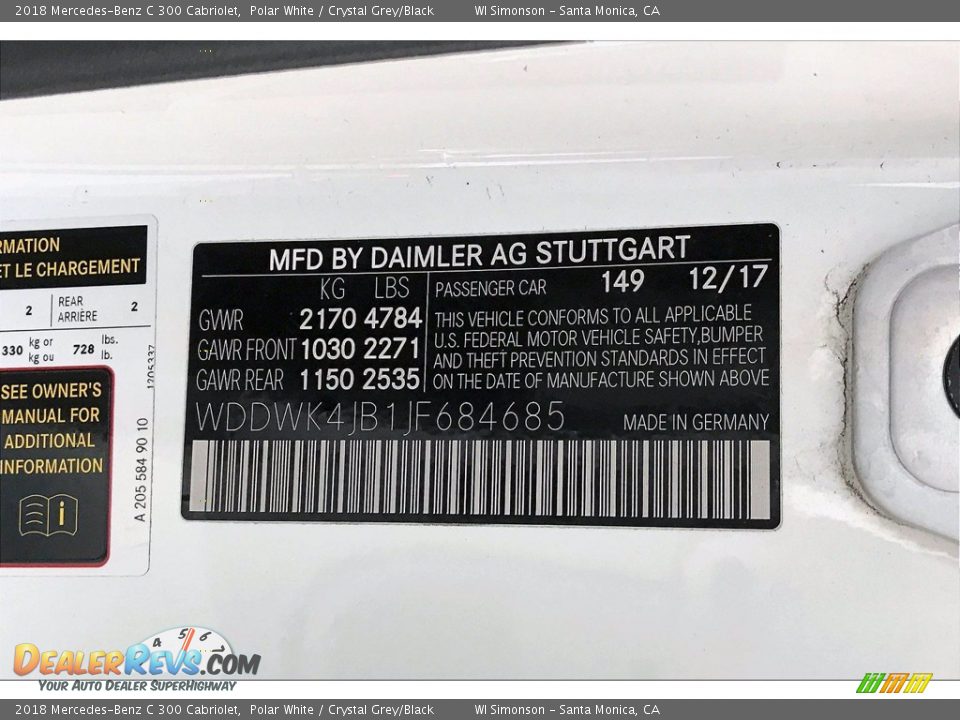 2018 Mercedes-Benz C 300 Cabriolet, Polar White / Crystal Grey/Black WI Simonson - Santa Monica, CA
RMATION
ET LE CHARGEMENT
2 REAR ARRIÈRE 2
330 kg or kg ou 728 lbs. lb.
SEE OWNER'S
MANUAL FOR
ADDITIONAL
INFORMATION
i
1205337
A 205 584 90 10
MFD BY DAIMLER AG STUTTGART
KG LBS
GVWR 2170 4784
GAWR FRONT 1030 2271
GAWR REAR 1150 2535
PASSENGER CAR 149 12/17
THIS VEHICLE CONFORMS TO ALL APPLICABLE
U.S. FEDERAL MOTOR VEHICLE SAFETY,BUMPER
AND THEFT PREVENTION STANDARDS IN EFFECT
ON THE DATE OF MANUFACTURE SHOWN ABOVE
WDDWK4JB1JF684685 MADE IN GERMANY
4 5 6
DEALERREVS.COM
YOUR AUTO DEALER SUPERHIGHWAY
2018 Mercedes-Benz C 300 Cabriolet, Polar White / Crystal Grey/Black WI Simonson - Santa Monica, CA